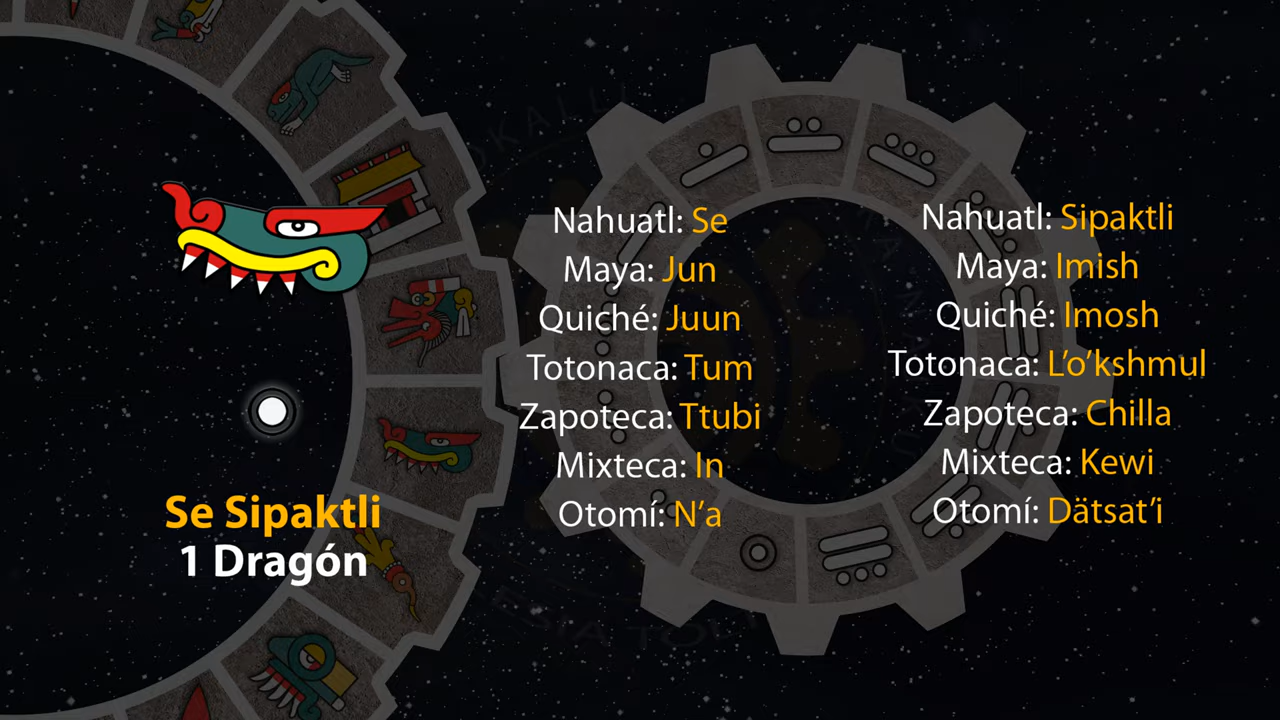 Se Sipaktli
1 Dragón
Nahuatl: Se
Maya: Jun
Quiché: Juun
Totonaca: Tum
Zapoteca: Ttubi
Mixteca: In
Otomí: N’a
Nahuatl: Sipaktli
Maya: Imish
Quiché: Imosh
Totonaca: L’o’kshmul
Zapoteca: Chilla
Mixteca: Kewi
Otomí: Dätsat’i